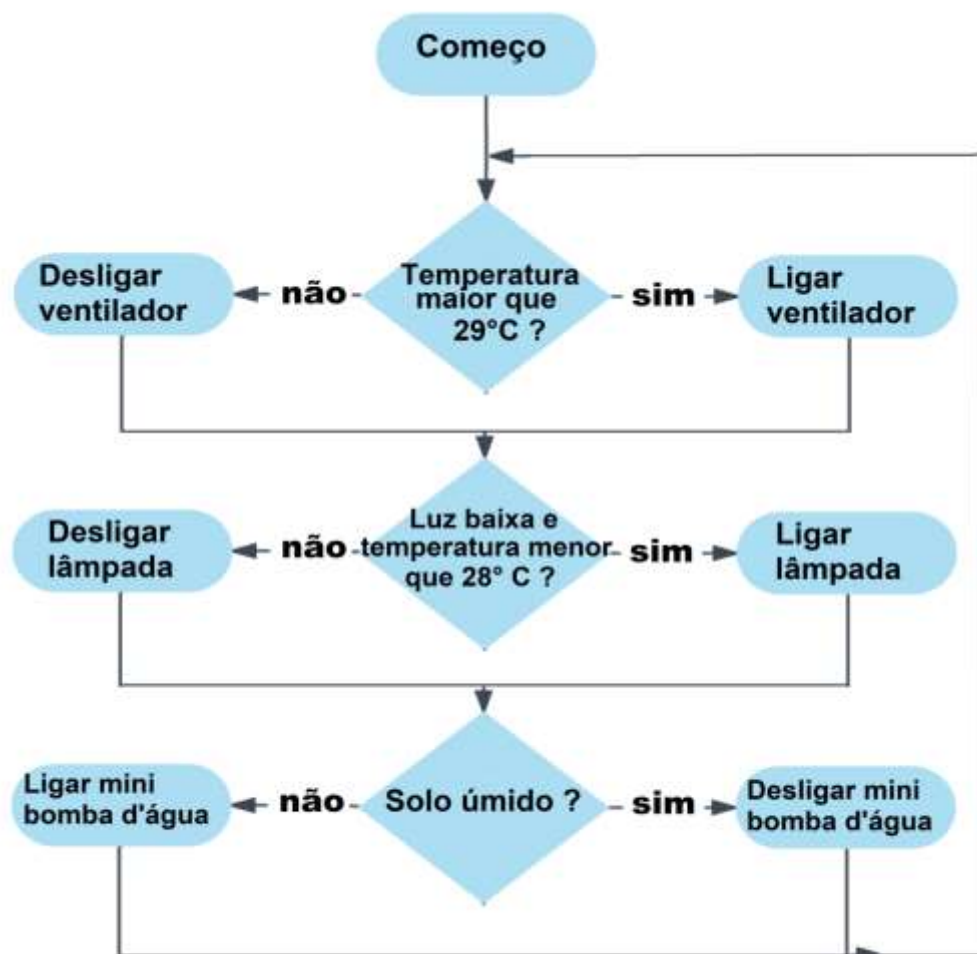 Começo
Temperatura
maior que
29°C ?
não
sim
Desligar
ventilador
Ligar
ventilador
Luz baixa e
temperatura menor
que 28° C ?
não
sim
Desligar
lâmpada
Ligar
lâmpada
Solo úmido ?
não
sim
Ligar mini
bomba d'água
Desligar mini
bomba d'água